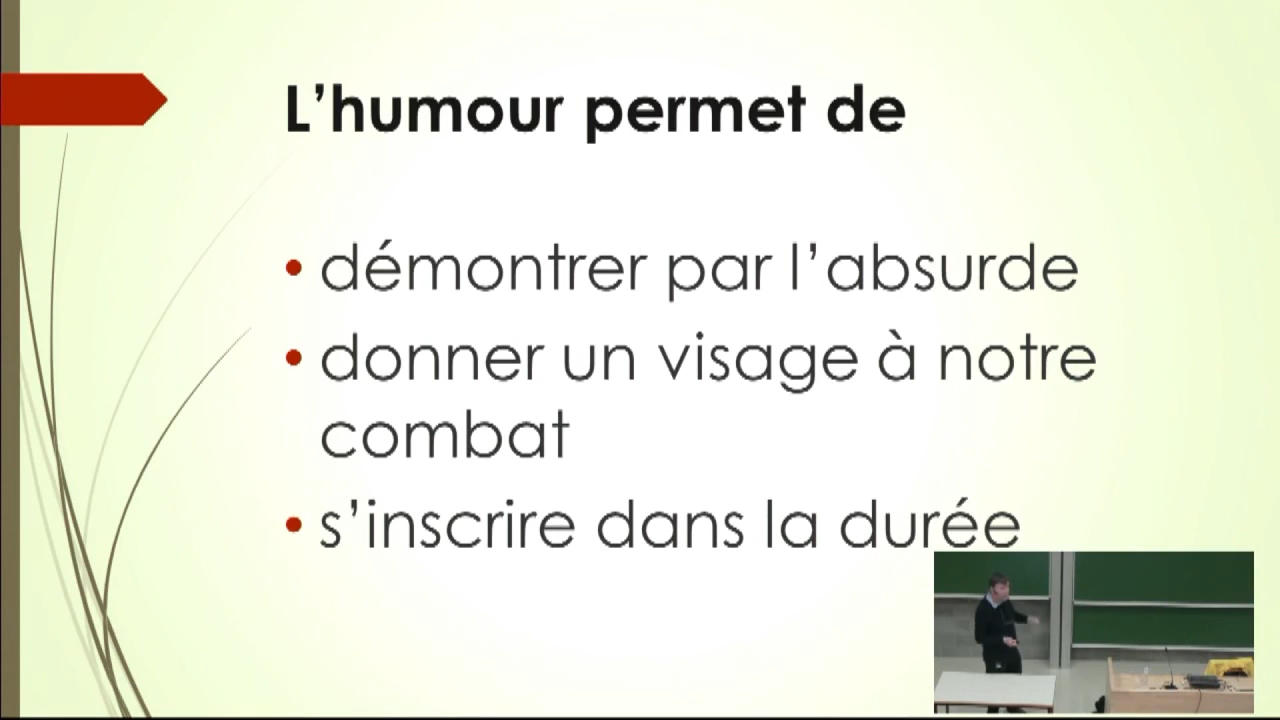 L’humour permet de
• démontrer par l’absurde
• donner un visage à notre
combat
• s’inscrire dans la durée